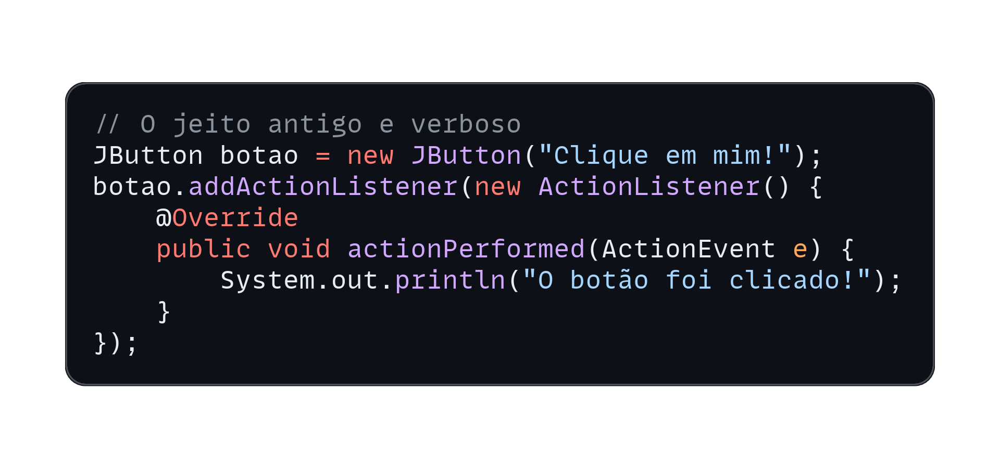 // O jeito antigo e verboso
JButton botao = new JButton("Clique em mim!");
botao.addActionListener(new ActionListener() {
    @Override
    public void actionPerformed(ActionEvent e) {
        System.out.println("O botão foi clicado!");
    }
});